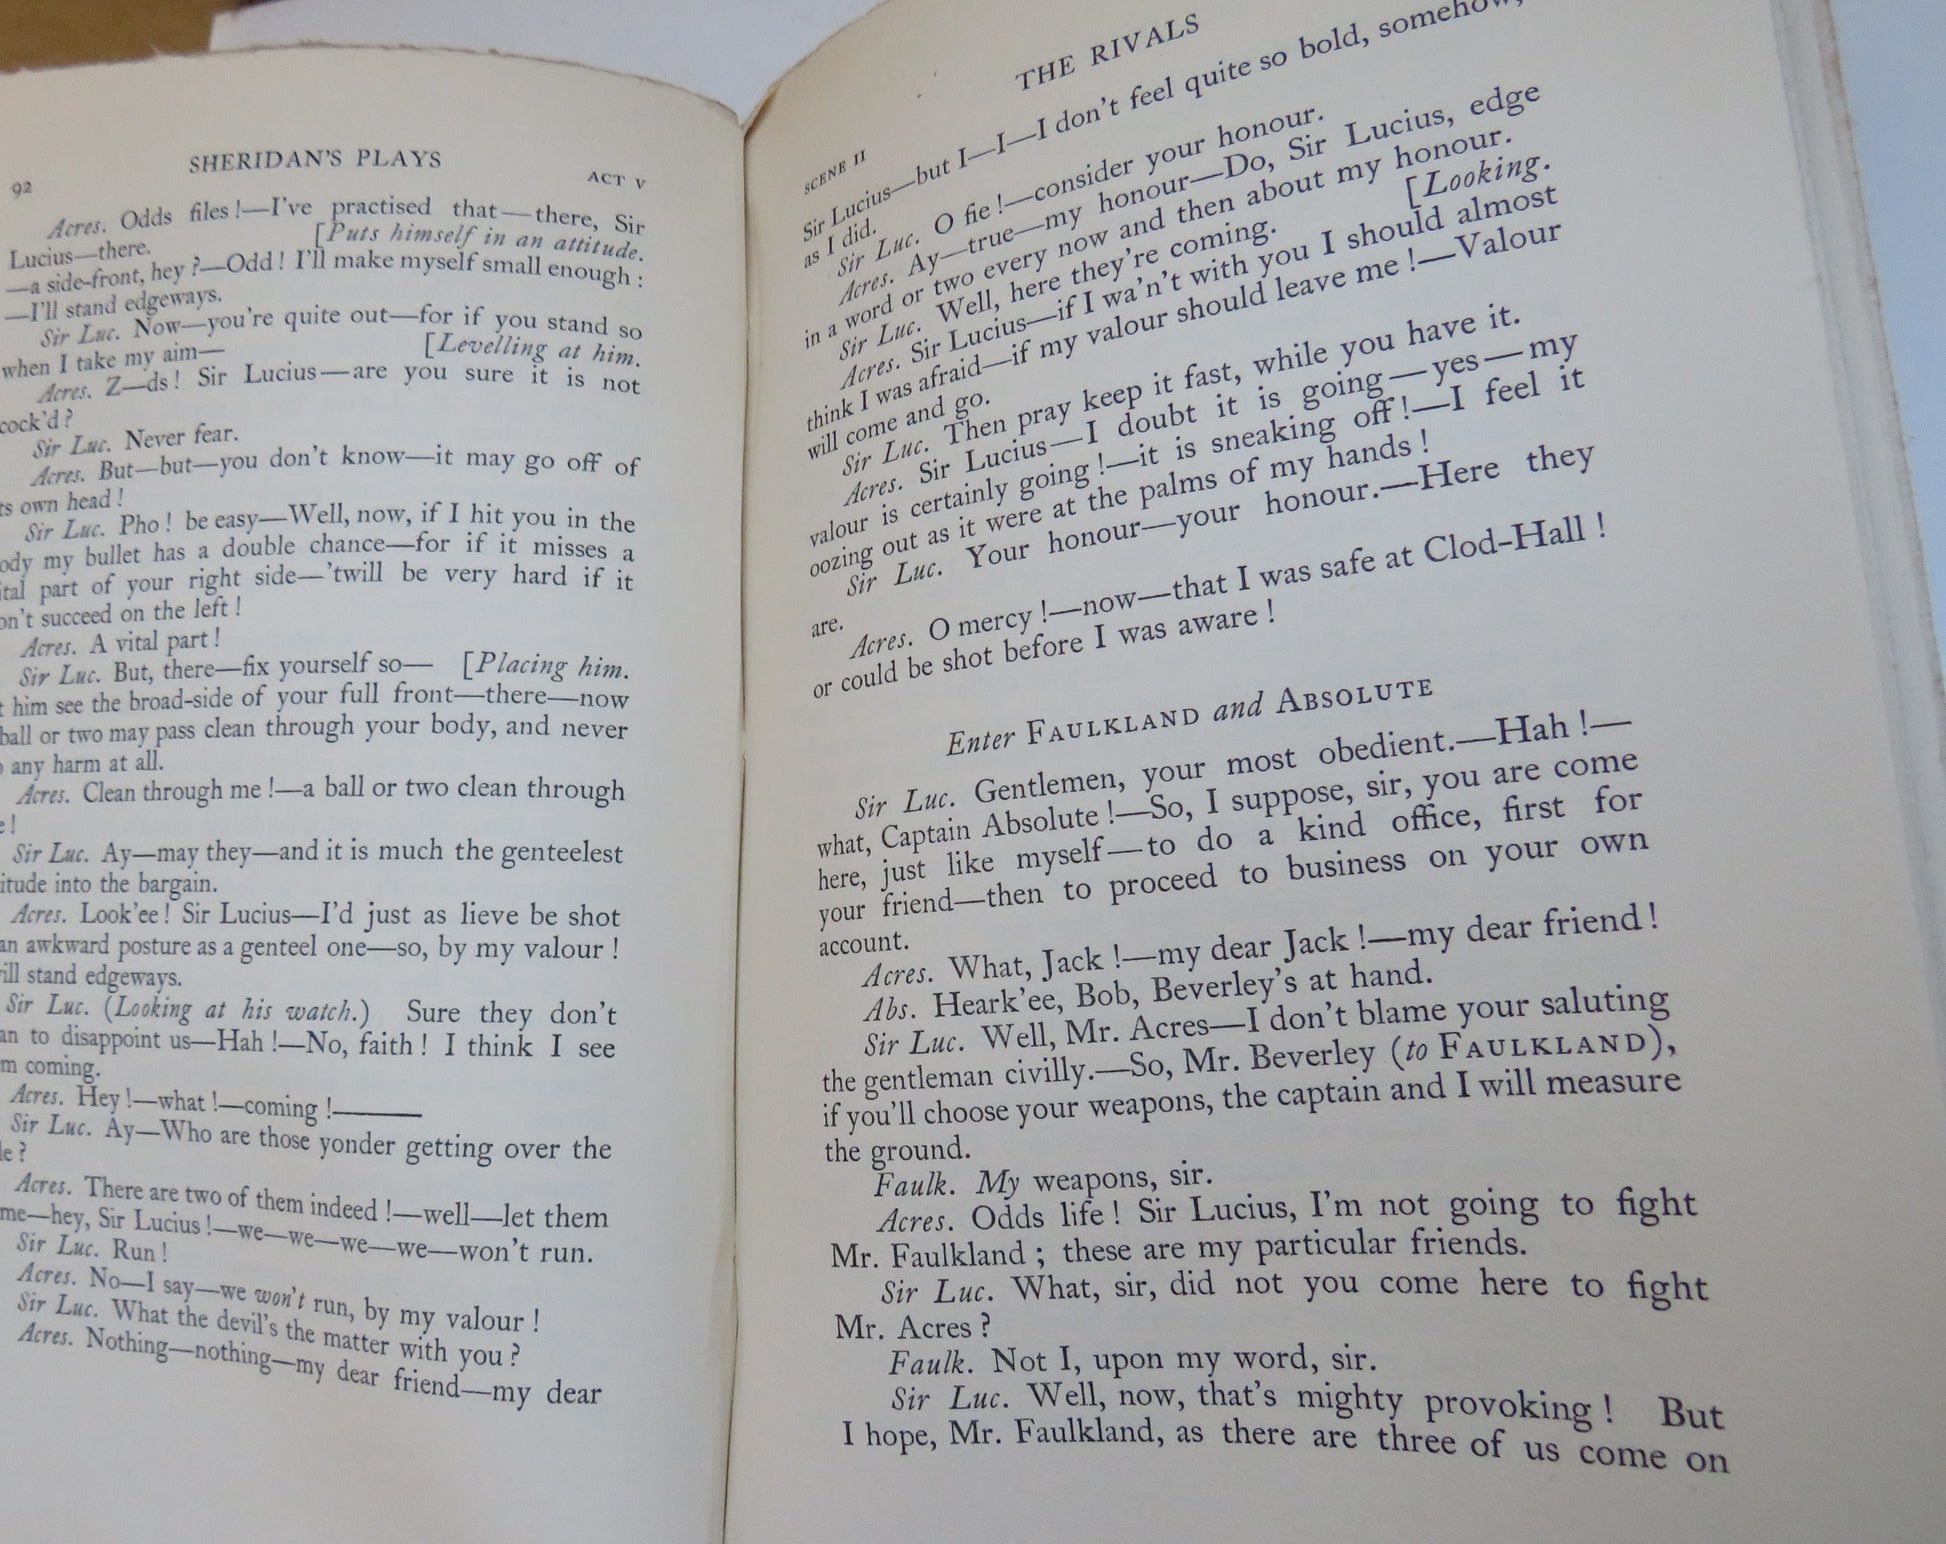 92
SHERIDAN'S PLAYS
ACT V
Acres. Odds files!—I've practised that—there, Sir
Lucius—there. [Puts himself in an attitude.
—a side-front, hey?—Odd! I'll make myself small enough:
—I'll stand edgeways.
Sir Luc. Now—you're quite out—for if you stand so
when I take my aim— [Levelling at him.
Acres. Z—ds! Sir Lucius—are you sure it is not
cock'd?
Sir Luc. Never fear.
Acres. But—but—you don't know—it may go off of
ts own head!
Sir Luc. Pho! be easy—Well, now, if I hit you in the
ody my bullet has a double chance—for if it misses a
ital part of your right side—'twill be very hard if it
on't succeed on the left!
Acres. A vital part!
Sir Luc. But, there—fix yourself so— [Placing him.
t him see the broad-side of your full front—there—now
ball or two may pass clean through your body, and never
o any harm at all.
Acres. Clean through me!—a ball or two clean through
e!
Sir Luc. Ay—may they—and it is much the genteelest
itude into the bargain.
Acres. Look'ee! Sir Lucius—I'd just as lieve be shot
an awkward posture as a genteel one—so, by my valour!
ill stand edgeways.
Sir Luc. (Looking at his watch.) Sure they don't
an to disappoint us—Hah!—No, faith! I think I see
m coming.
Acres. Hey!—what!—coming!———
Sir Luc. Ay—Who are those yonder getting over the
le?
Acres. There are two of them indeed!—well—let them
me—hey, Sir Lucius!—we—we—we—we—won't run.
Sir Luc. Run!
Acres. No—I say—we won't run, by my valour!
Sir Luc. What the devil's the matter with you?
Acres. Nothing—nothing—my dear friend—my dear
SCENE II
THE RIVALS
Sir Lucius—but I—I—I don't feel quite so bold, somehow,
as I did.
Sir Luc. O fie!—consider your honour.
Acres. Ay—true—my honour—Do, Sir Lucius, edge
in a word or two every now and then about my honour.
Sir Luc. Well, here they're coming. [Looking.
Acres. Sir Lucius—if I wa'n't with you I should almost
think I was afraid—if my valour should leave me!—Valour
will come and go.
Sir Luc. Then pray keep it fast, while you have it.
Acres. Sir Lucius—I doubt it is going—yes—my
valour is certainly going!—it is sneaking off!—I feel it
oozing out as it were at the palms of my hands!
Sir Luc. Your honour—your honour.—Here they
are.
Acres. O mercy!—now—that I was safe at Clod-Hall!
or could be shot before I was aware!
Enter FAULKLAND and ABSOLUTE
Sir Luc. Gentlemen, your most obedient.—Hah!—
what, Captain Absolute!—So, I suppose, sir, you are come
here, just like myself—to do a kind office, first for
your friend—then to proceed to business on your own
account.
Acres. What, Jack!—my dear Jack!—my dear friend!
Abs. Heark'ee, Bob, Beverley's at hand.
Sir Luc. Well, Mr. Acres—I don't blame your saluting
the gentleman civilly.—So, Mr. Beverley (to FAULKLAND),
if you'll choose your weapons, the captain and I will measure
the ground.
Faulk. My weapons, sir.
Acres. Odds life! Sir Lucius, I'm not going to fight
Mr. Faulkland; these are my particular friends.
Sir Luc. What, sir, did not you come here to fight
Mr. Acres?
Faulk. Not I, upon my word, sir.
Sir Luc. Well, now, that's mighty provoking! But
I hope, Mr. Faulkland, as there are three of us come on